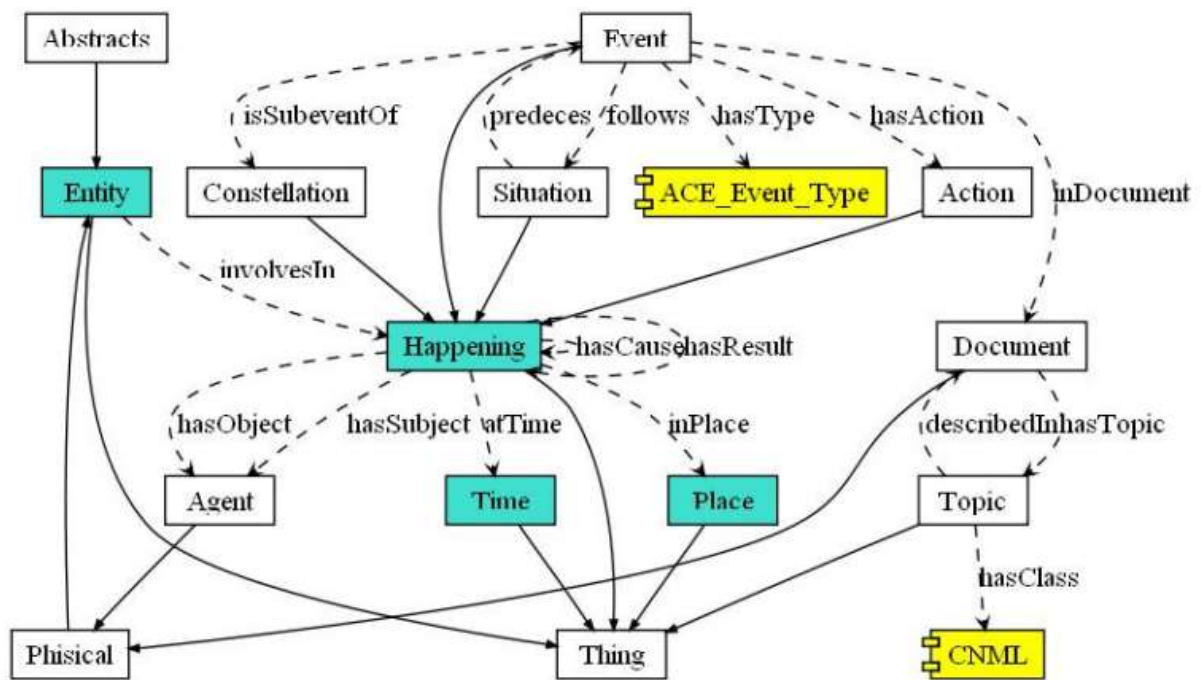 Abstracts
Event
isSubeventOf
predeces
follows
hasType
hasAction
Entity
Constellation
Situation
ACE_Event_Type
Action
inDocument
involvesIn
Happening
hasCause
hasResult
Document
hasObject
hasSubject
atTime
inPlace
describedIn
hasTopic
Agent
Time
Place
Topic
hasClass
Phisical
Thing
CNML